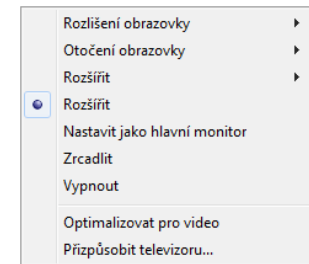 Rozlišení obrazovky
Otočení obrazovky
Rozšířit
Rozšířit
Nastavit jako hlavní monitor
Zrcadlit
Vypnout
Optimalizovat pro video
Přizpůsobit televizoru...